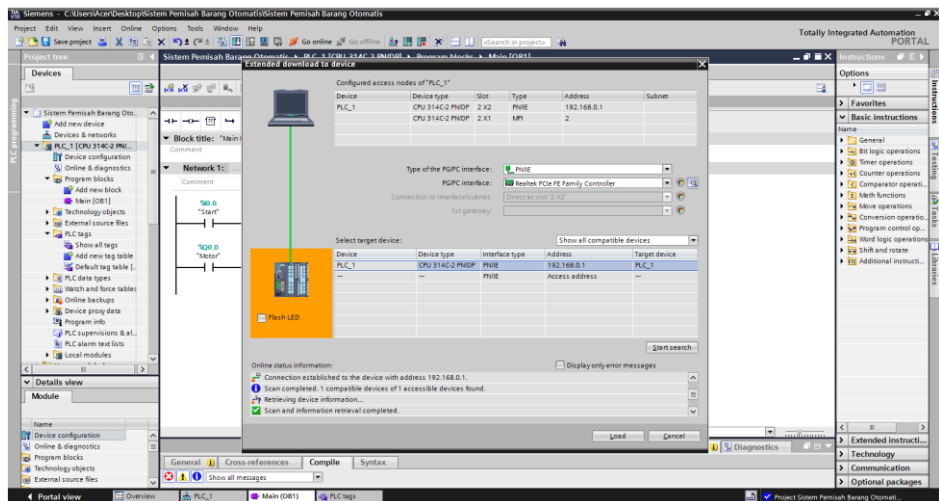 Siemens - C:\Users\Acer\Desktop\Sistem Pemisah Barang Otomatis\Sistem Pemisah Barang Otomatis
Project Edit View Insert Online Options Tools Window Help
Totally Integrated Automation
PORTAL
Save project
Go online
Go offline
<Search in project>
Project tree
Devices
PLC programming
Sistem Pemisah Barang Oto...
Add new device
Devices & networks
PLC_1 [CPU 314C-2 PN/...
Device configuration
Online & diagnostics
Program blocks
Add new block
Main [OB1]
Technology objects
External source files
PLC tags
Show all tags
Add new tag table
Default tag table [...
PLC data types
Watch and force tables
Online backups
Device proxy data
Program info
PLC supervisions & al...
PLC alarm text lists
Local modules
Details view
Module
Name
Device configuration
Online & diagnostics
Program blocks
Technology objects
External source files
Block title: "Main
Comment
Network 1:
Comment
%I0.0
"Start"
%Q0.0
"Motor"
Extended download to device
Configured access nodes of "PLC_1"
Device Device type Slot Type Address Subnet
PLC_1 CPU 314C-2 PN/DP 2 X2 PN/IE 192.168.0.1
CPU 314C-2 PN/DP 2 X1 MPI 2
Type of the PG/PC interface: PN/IE
PG/PC interface: Realtek PCIe FE Family Controller
Connection to interface/subnet: Direct at slot '2 X2'
1st gateway:
Select target device: Show all compatible devices
Device Device type Interface type Address Target device
PLC_1 CPU 314C-2 PN/DP PN/IE 192.168.0.1 PLC_1
— — PN/IE Access address —
Flash LED
Start search
Online status information:
Display only error messages
Connection established to the device with address 192.168.0.1.
Scan completed. 1 compatible devices of 1 accessible devices found.
Retrieving device information...
Scan and information retrieval completed.
Load Cancel
Diagnostics
General Cross-references Compile Syntax
Show all messages
Instructions
Options
Favorites
Basic instructions
Name
General
Bit logic operations
Timer operations
Counter operations
Comparator operati...
Math functions
Move operations
Conversion operatio...
Program control op...
Word logic operations
Shift and rotate
Additional instructi...
Extended instructi...
Technology
Communication
Optional packages
Instructions
Testing
Tasks
Libraries
Portal view Overview PLC_1 Main (OB1) PLC tags
Project Sistem Pemisah Barang Otomati...